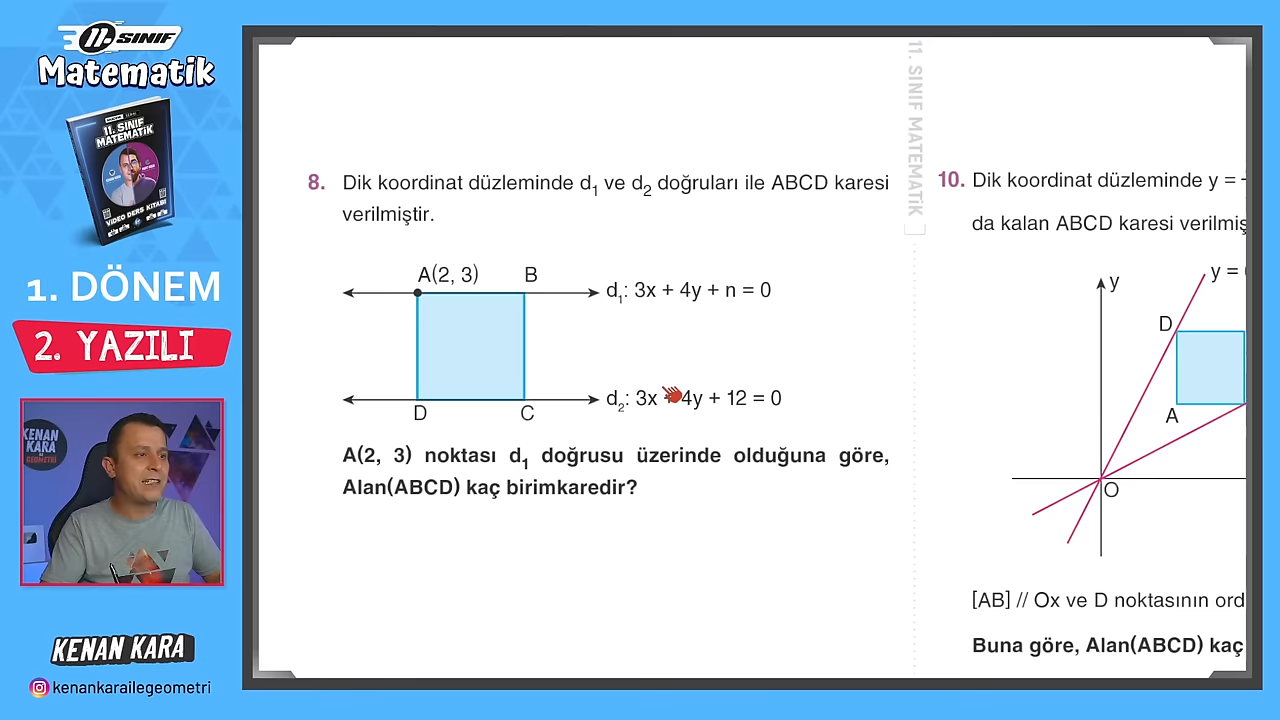 11. SINIF
Matematik
11. SINIF
MATEMATİK
VİDEO DERS KİTABI
1. DÖNEM
2. YAZILI
KENAN
KARA
GEOMETRİ
KENAN KARA
kenankarailegeometri
8. Dik koordinat düzleminde d₁ ve d₂ doğruları ile ABCD karesi
verilmiştir.
A(2, 3) B
d₁: 3x + 4y + n = 0
d₂: 3x + 4y + 12 = 0
D C
A(2, 3) noktası d₁ doğrusu üzerinde olduğuna göre,
Alan(ABCD) kaç birimkaredir?
11. SINIF MATEMATİK
10. Dik koordinat düzleminde y =
da kalan ABCD karesi verilmiş
y =
y
D
A
O
[AB] // Ox ve D noktasının ord
Buna göre, Alan(ABCD) kaç